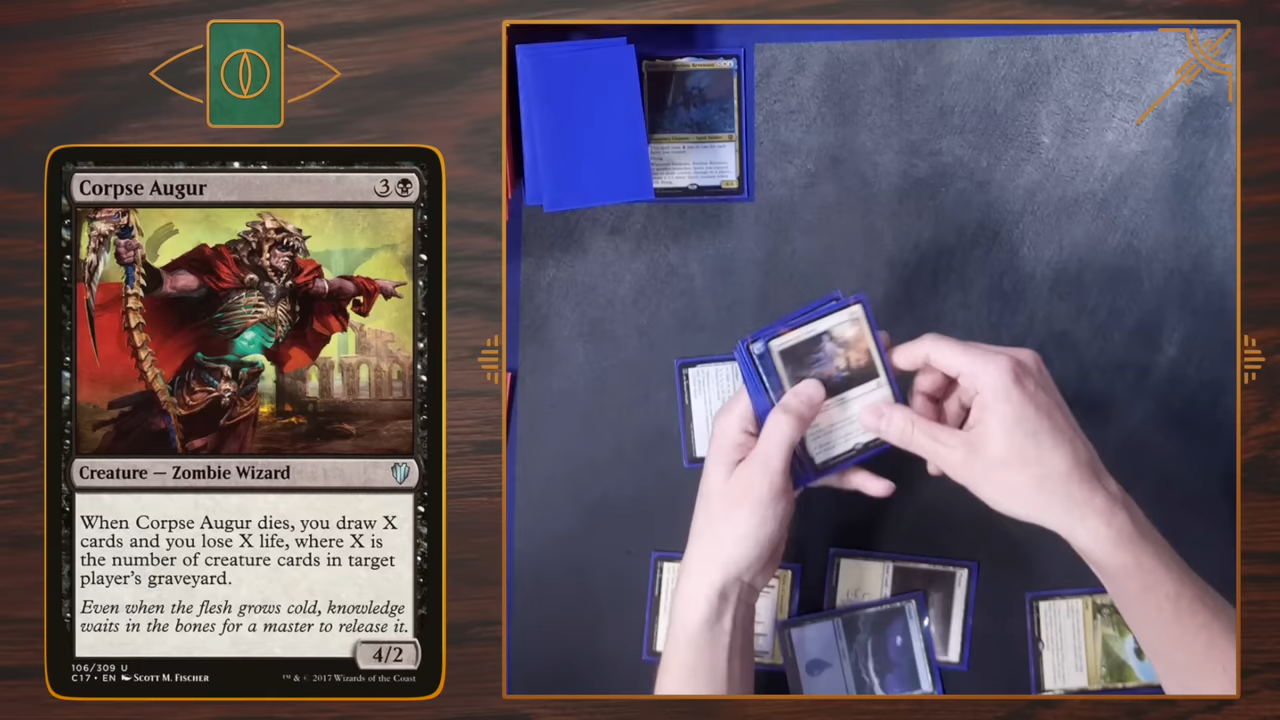 Corpse Augur
3
Creature — Zombie Wizard
When Corpse Augur dies, you draw X
cards and you lose X life, where X is
the number of creature cards in target
player's graveyard.
Even when the flesh grows cold, knowledge
waits in the bones for a master to release it.
4/2
106/309 U
C17 • EN Scott M. Fischer
™ & © 2017 Wizards of the Coast